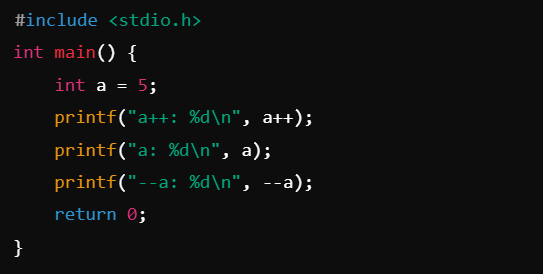 #include <stdio.h>
int main() {
    int a = 5;
    printf("a++: %d\n", a++);
    printf("a: %d\n", a);
    printf("--a: %d\n", --a);
    return 0;
}